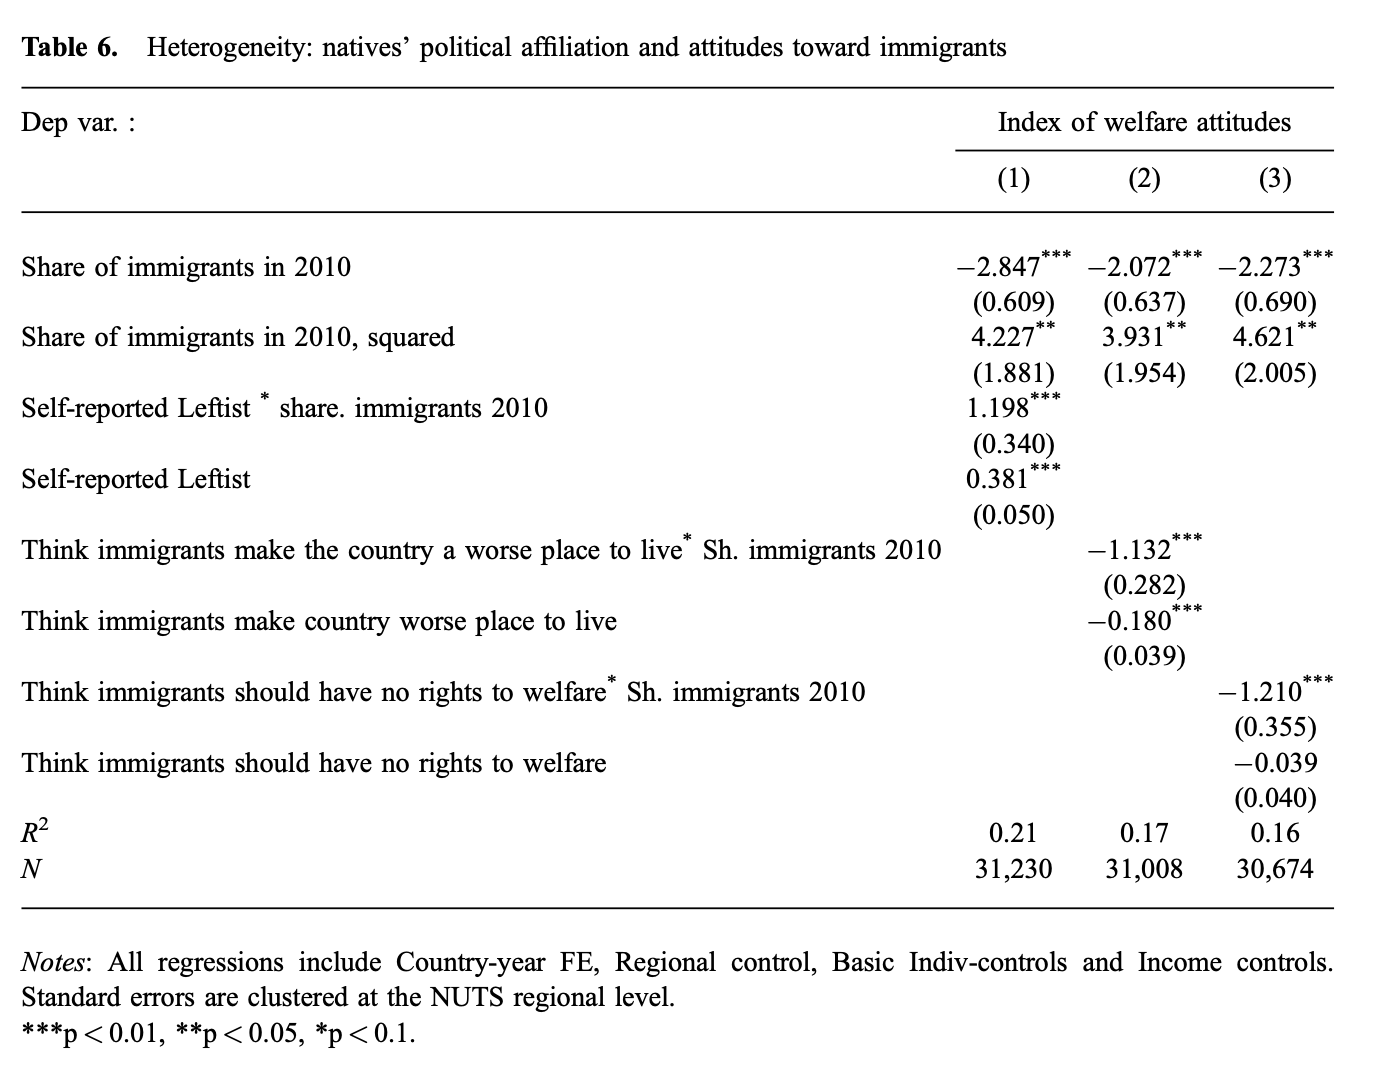 Table 6. Heterogeneity: natives’ political affiliation and attitudes toward immigrants
Dep var. : Index of welfare attitudes
(1) (2) (3)
Share of immigrants in 2010 −2.847*** −2.072*** −2.273***
(0.609) (0.637) (0.690)
Share of immigrants in 2010, squared 4.227** 3.931** 4.621**
(1.881) (1.954) (2.005)
Self-reported Leftist * share. immigrants 2010 1.198***
(0.340)
Self-reported Leftist 0.381***
(0.050)
Think immigrants make the country a worse place to live* Sh. immigrants 2010 −1.132***
(0.282)
Think immigrants make country worse place to live −0.180***
(0.039)
Think immigrants should have no rights to welfare* Sh. immigrants 2010 −1.210***
(0.355)
Think immigrants should have no rights to welfare −0.039
(0.040)
R2 0.21 0.17 0.16
N 31,230 31,008 30,674
Notes: All regressions include Country-year FE, Regional control, Basic Indiv-controls and Income controls.
Standard errors are clustered at the NUTS regional level.
***p < 0.01, **p < 0.05, *p < 0.1.